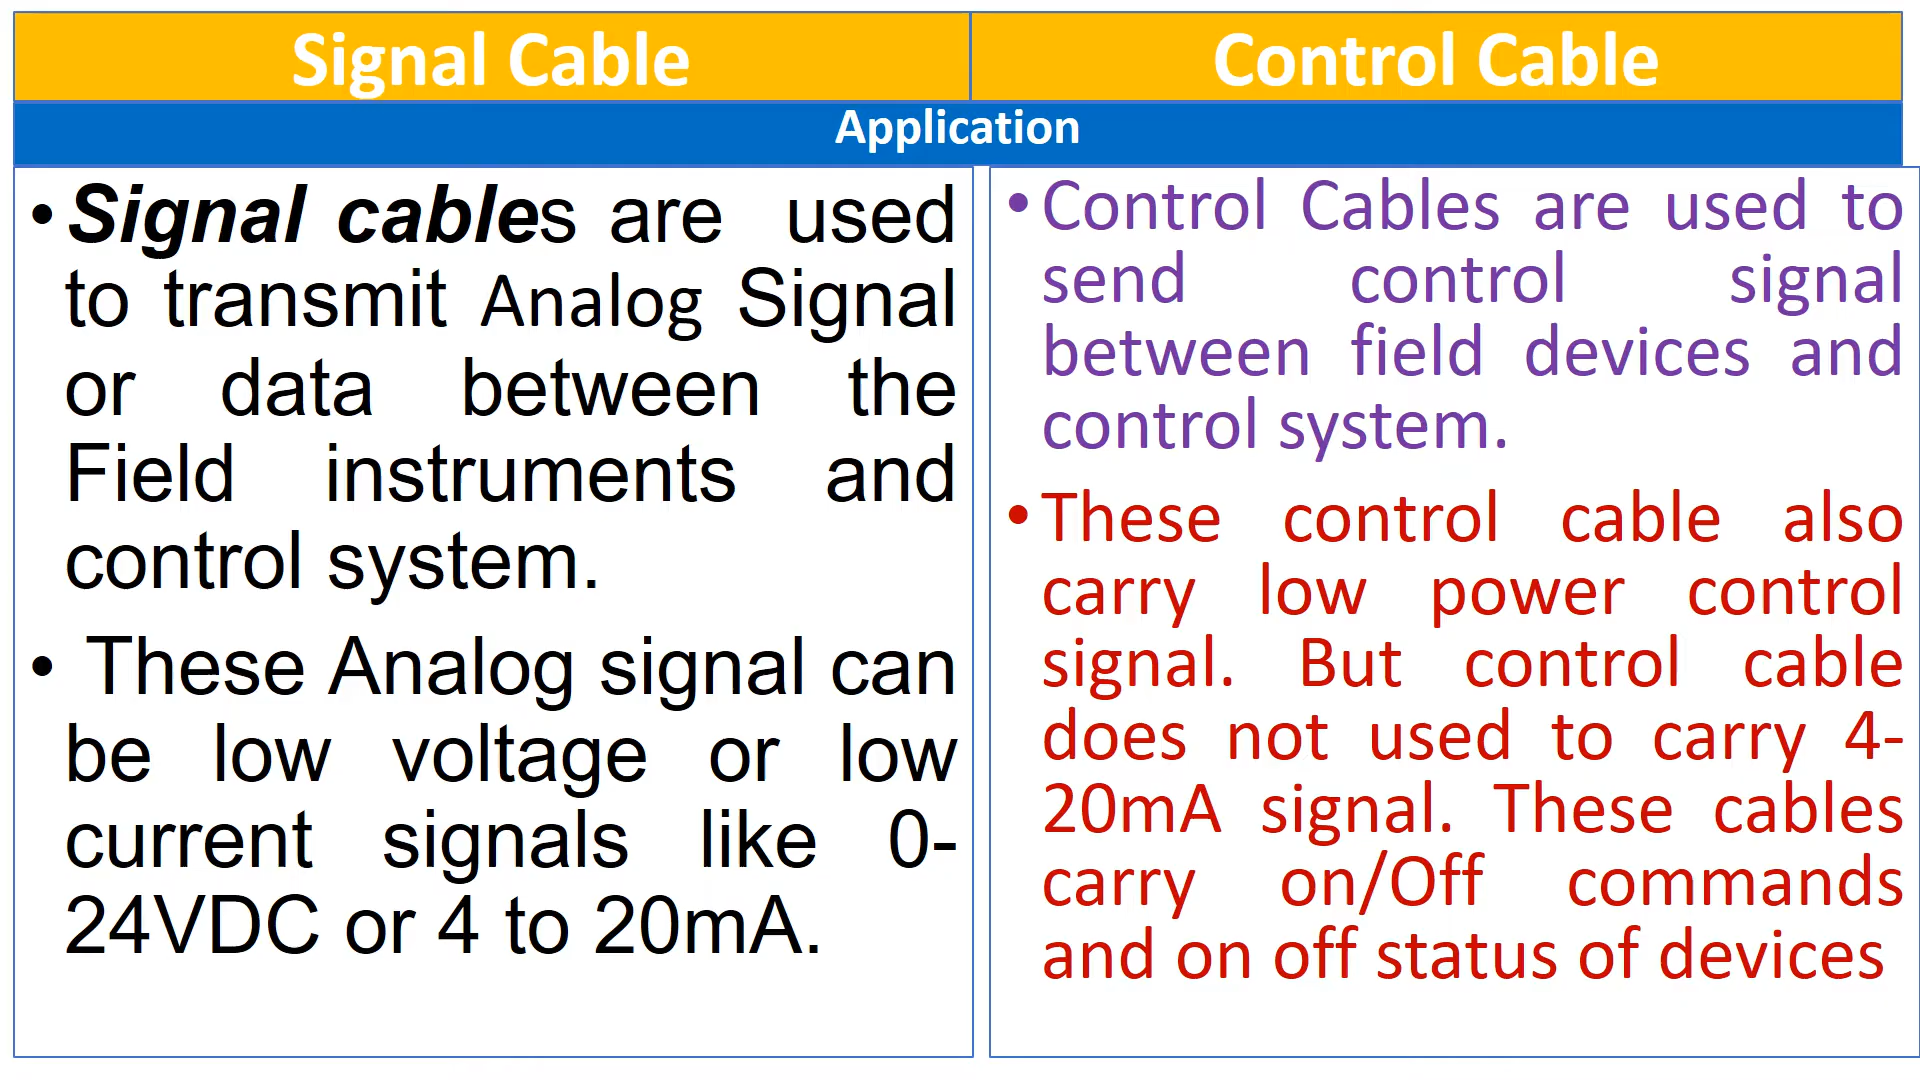 Signal Cable
Control Cable
Application
•Signal cables are used
to transmit Analog Signal
or data between the
Field instruments and
control system.
• These Analog signal can
be low voltage or low
current signals like 0-
24VDC or 4 to 20mA.
•Control Cables are used to
send control signal
between field devices and
control system.
•These control cable also
carry low power control
signal. But control cable
does not used to carry 4-
20mA signal. These cables
carry on/Off commands
and on off status of devices